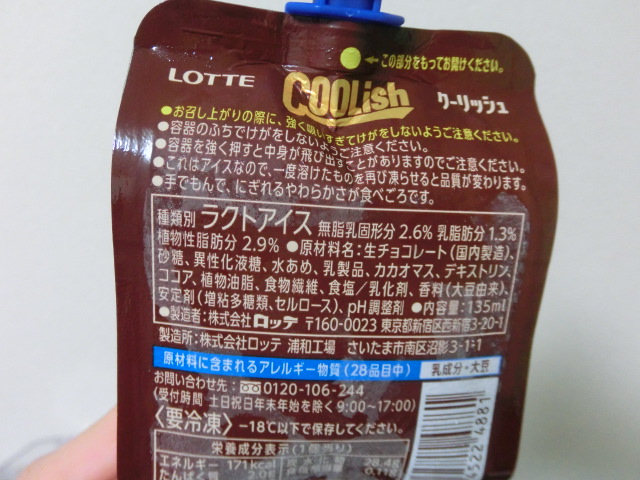 ←この部分をもってお開けください。
LOTTE COOLish クーリッシュ
●お召し上がりの際に、強く吸いすぎてけがをしないようご注意ください。
●容器のふちでけがをしないようご注意ください。
●容器を強く押すと中身が飛び出すことがありますのでご注意ください。
●これはアイスなので、一度溶けたものを再び凍らせると品質が変わります。
●手でもんで、にぎれるやわらかさが食べごろです。
種類別 ラクトアイス 無脂乳固形分 2.6% 乳脂肪分 1.3%
植物性脂肪分 2.9% ●原材料名：生チョコレート（国内製造）、
砂糖、異性化液糖、水あめ、乳製品、カカオマス、デキストリン、
ココア、植物油脂、食物繊維、食塩／乳化剤、香料（大豆由来）、
安定剤（増粘多糖類、セルロース）、pH調整剤 ●内容量：135ml
●製造者：株式会社 ロッテ 〒160-0023 東京都新宿区西新宿3-20-1
製造所：株式会社ロッテ 浦和工場 さいたま市南区沼影3-1-1
原材料に含まれるアレルギー物質（28品目中） 乳成分・大豆
お問い合わせ先： 0120-106-244
（受付時間 土日祝日年末年始を除く9:00~17:00）
〈要冷凍〉 -18℃以下で保存してください。
栄養成分表示（1個当り）
エネルギー 171kcal 28.4g
たんぱく質 2.0g
4522 4881